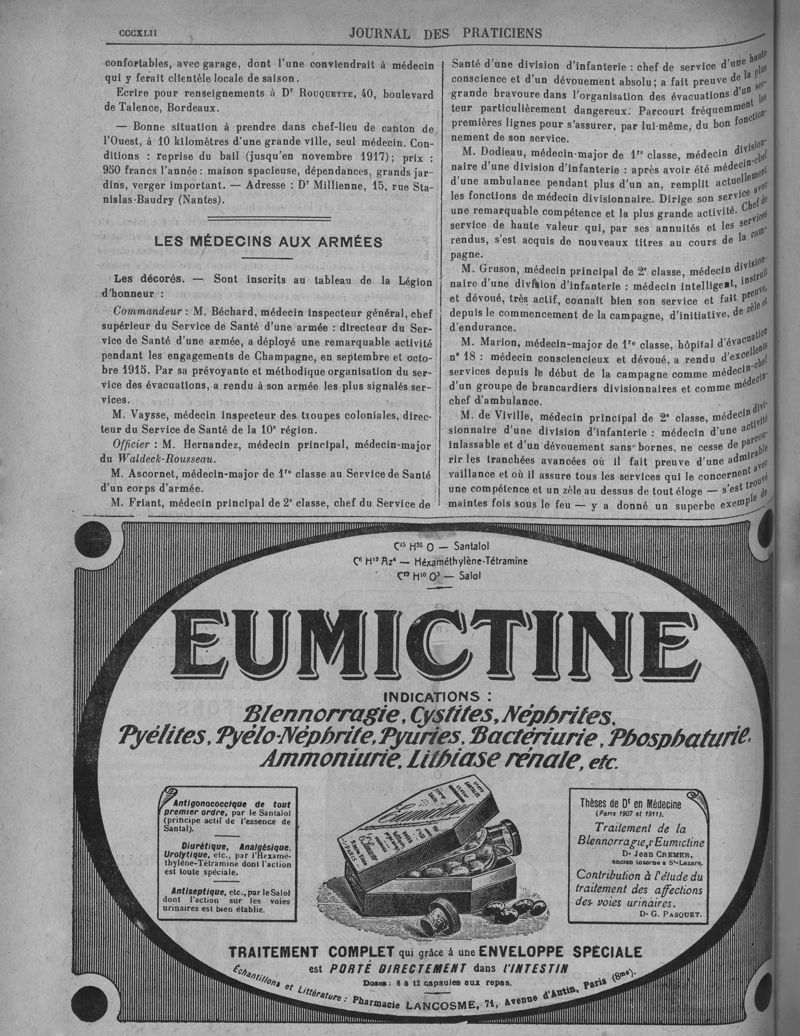 CCCXLII JOURNAL DES PRATICIENS
confortables, avec garage, dont l'une conviendrait à médecin
qui y ferait clientèle locale de saison.
Ecrire pour renseignements à Dr ROUQUETTE, 40, boulevard
de Talence, Bordeaux.
— Bonne situation à prendre dans chef-lieu de canton de
l'Ouest, à 10 kilomètres d'une grande ville, seul médecin. Con-
ditions : reprise du bail (jusqu'en novembre 1917); prix :
950 francs l'année : maison spacieuse, dépendances, grands jar-
dins, verger important. — Adresse : Dr Millienne, 15, rue Sta-
nislas-Baudry (Nantes).
LES MÉDECINS AUX ARMÉES
Les décorés. — Sont inscrits au tableau de la Légion
d'honneur :
Commandeur : M. Béchard, médecin inspecteur général, chef
supérieur du Service de Santé d'une armée : directeur du Ser-
vice de Santé d'une armée, a déployé une remarquable activité
pendant les engagements de Champagne, en septembre et octo-
bre 1915. Par sa prévoyante et méthodique organisation du ser-
vice des évacuations, a rendu à son armée les plus signalés ser-
vices.
M. Vaysse, médecin inspecteur des troupes coloniales, direc-
teur du Service de Santé de la 10e région.
Officier : M. Hernandez, médecin principal, médecin-major
du Waldeck-Rousseau.
M. Ascornet, médecin-major de 1re classe au Service de Santé
d'un corps d'armée.
M. Friant, médecin principal de 2e classe, chef du Service de
Santé d'une division d'infanterie : chef de service d'une haute
conscience et d'un dévouement absolu; a fait preuve de la plus
grande bravoure dans l'organisation des évacuations d'un sec-
teur particulièrement dangereux. Parcourt fréquemment les
premières lignes pour s'assurer, par lui-même, du bon fonction-
nement de son service.
M. Dodieau, médecin-major de 1re classe, médecin division-
naire d'une division d'infanterie : après avoir été médecin-chef
d'une ambulance pendant plus d'un an, remplit actuellement
les fonctions de médecin divisionnaire. Dirige son service avec
une remarquable compétence et la plus grande activité. Chef de
service de haute valeur qui, par ses annuités et les services
rendus, s'est acquis de nouveaux titres au cours de la cam-
pagne.
M. Gruson, médecin principal de 2e classe, médecin division-
naire d'une division d'infanterie : médecin intelligent, instruit
et dévoué, très actif, connaît bien son service et fait preuve,
depuis le commencement de la campagne, d'initiative, de zèle et
d'endurance.
M. Marion, médecin-major de 1re classe, hôpital d'évacuation
n° 18 : médecin consciencieux et dévoué, a rendu d'excellents
services depuis le début de la campagne comme médecin-chef
d'un groupe de brancardiers divisionnaires et comme médecin-
chef d'ambulance.
M. de Viville, médecin principal de 2e classe, médecin divi-
sionnaire d'une division d'infanterie : médecin d'une activité
inlassable et d'un dévouement sans bornes, ne cesse de parcou-
rir les tranchées avancées où il fait preuve d'une admirable
vaillance et où il assure tous les services qui le concernent avec
une compétence et un zèle au dessus de tout éloge — s'est trouvé
maintes fois sous le feu — y a donné un superbe exemple de
C15 H26 O — Santalol
C6 H12 Az4 — Héxaméthylène-Tétramine
C13 H10 O3 — Salol
EUMICTINE
INDICATIONS :
Blennorragie, Cystites, Néphrites,
Pyélites, Pyélo-Néphrite, Pyuries, Bactériurie, Phosphaturie,
Ammoniurie, Lithiase rénale, etc.
Antigonococcique de tout
premier ordre, par le Santalol
(principe actif de l'essence de
Santal).
Diurétique, Analgésique,
Urolytique, etc., par l'Hexamé-
thylène-Tétramine dont l'action
est toute spéciale.
Antiseptique, etc., par le Salol
dont l'action sur les voies
urinaires est bien établie.
Eumictine
Thèses de Dr en Médecine
(Paris 1907 et 1911).
Traitement de la
Blennorragie, l'Eumictine
Dr Jean CREMER,
ancien interne à St-Lazare.
Contribution à l'étude du
traitement des affections
des voies urinaires.
Dr G. PASQUET.
TRAITEMENT COMPLET qui grâce à une ENVELOPPE SPÉCIALE
est PORTÉ DIRECTEMENT dans l'INTESTIN
Doses : 8 à 12 capsules aux repas.
Échantillons et Littérature : Pharmacie LANCOSME, 71, Avenue d'Antin, Paris (8me).